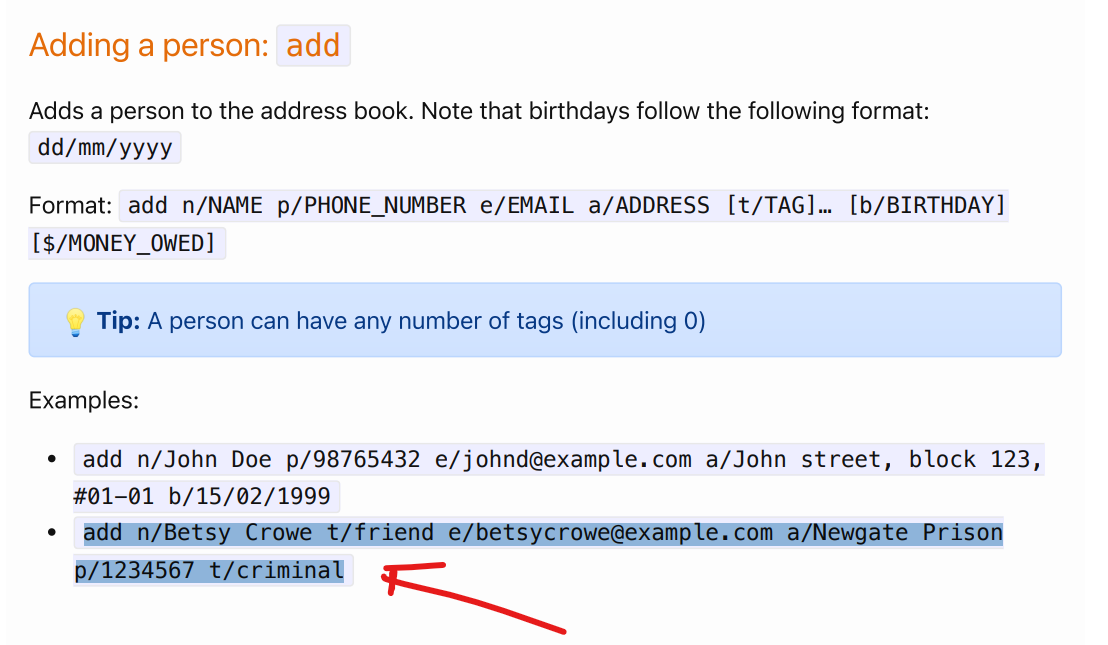 Adding a person: add
Adds a person to the address book. Note that birthdays follow the following format:
dd/mm/yyyy
Format: add n/NAME p/PHONE_NUMBER e/EMAIL a/ADDRESS [t/TAG]… [b/BIRTHDAY]
[$/MONEY_OWED]
💡 Tip: A person can have any number of tags (including 0)
Examples:
• add n/John Doe p/98765432 e/johnd@example.com a/John street, block 123,
#01-01 b/15/02/1999
• add n/Betsy Crowe t/friend e/betsycrowe@example.com a/Newgate Prison
p/1234567 t/criminal